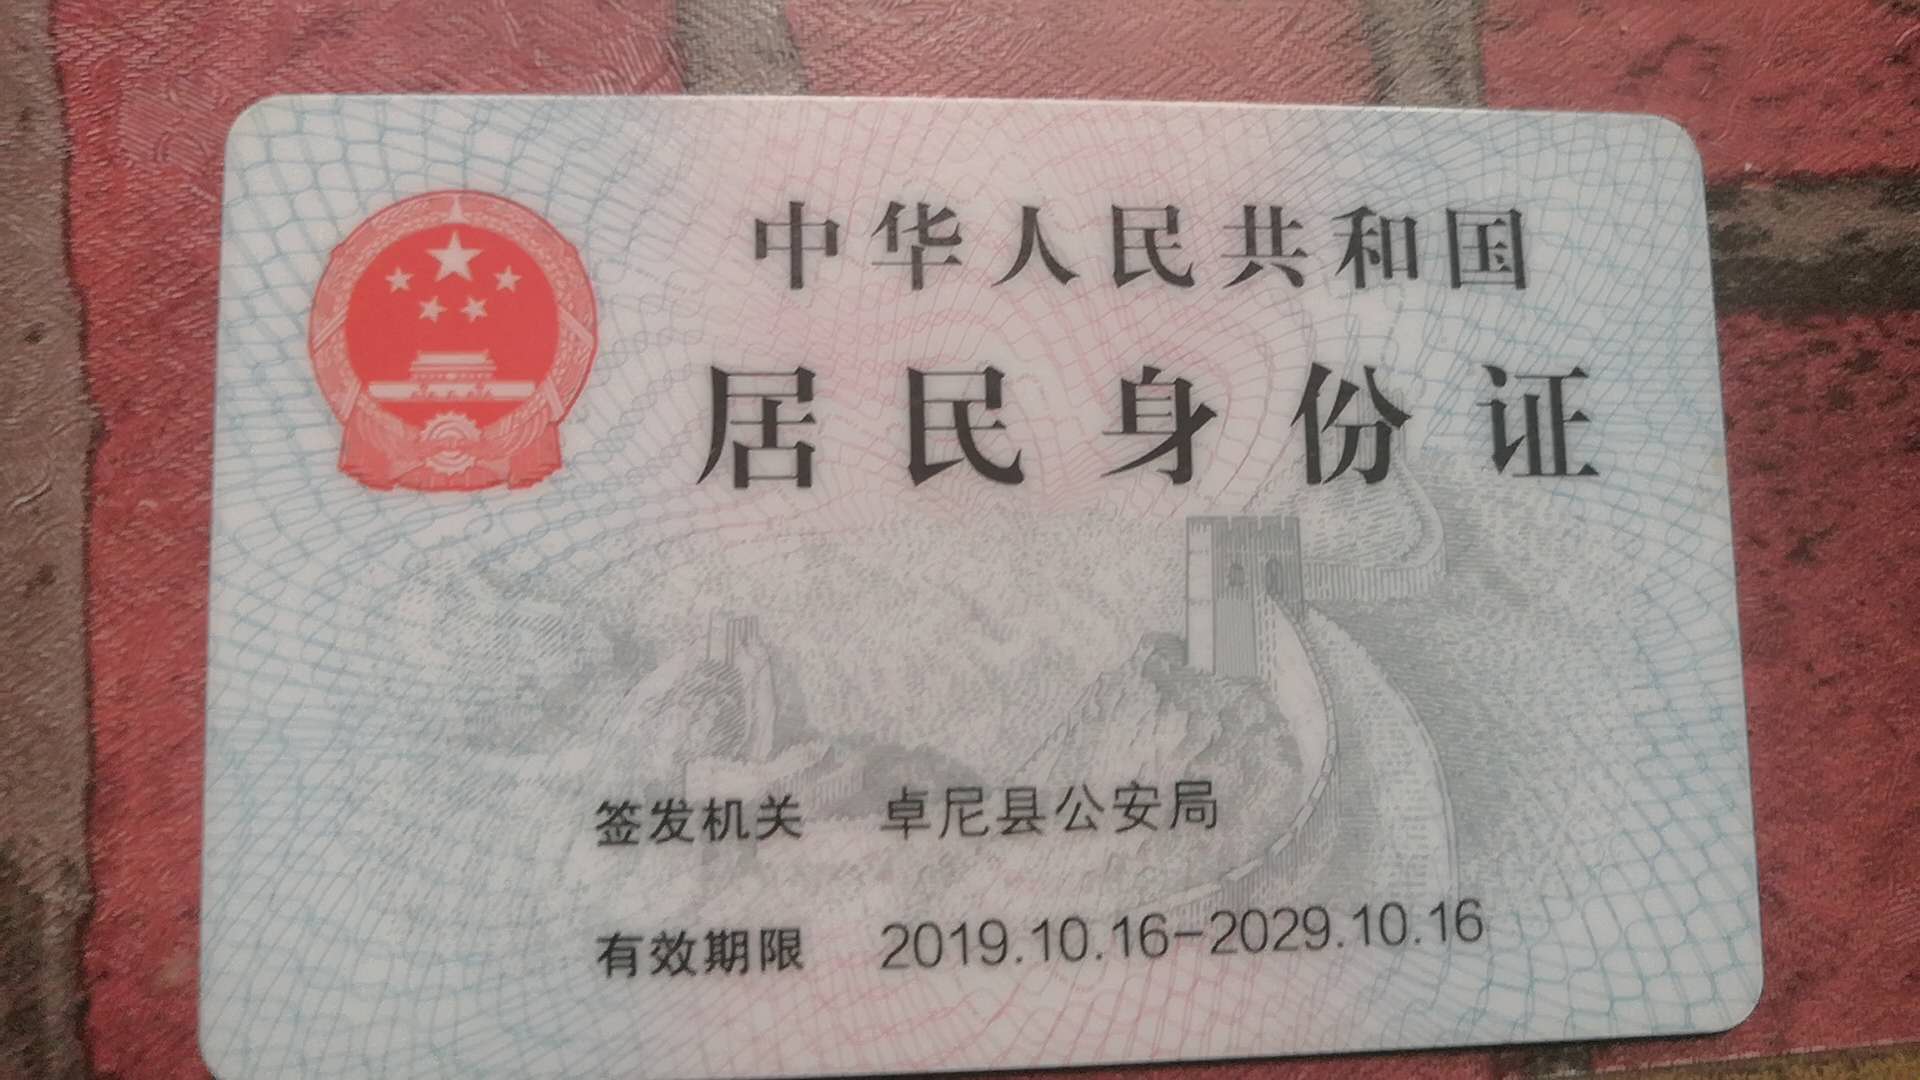 中华人民共和国
居民身份证
签发机关 卓尼县公安局
有效期限 2019.10.16-2029.10.16